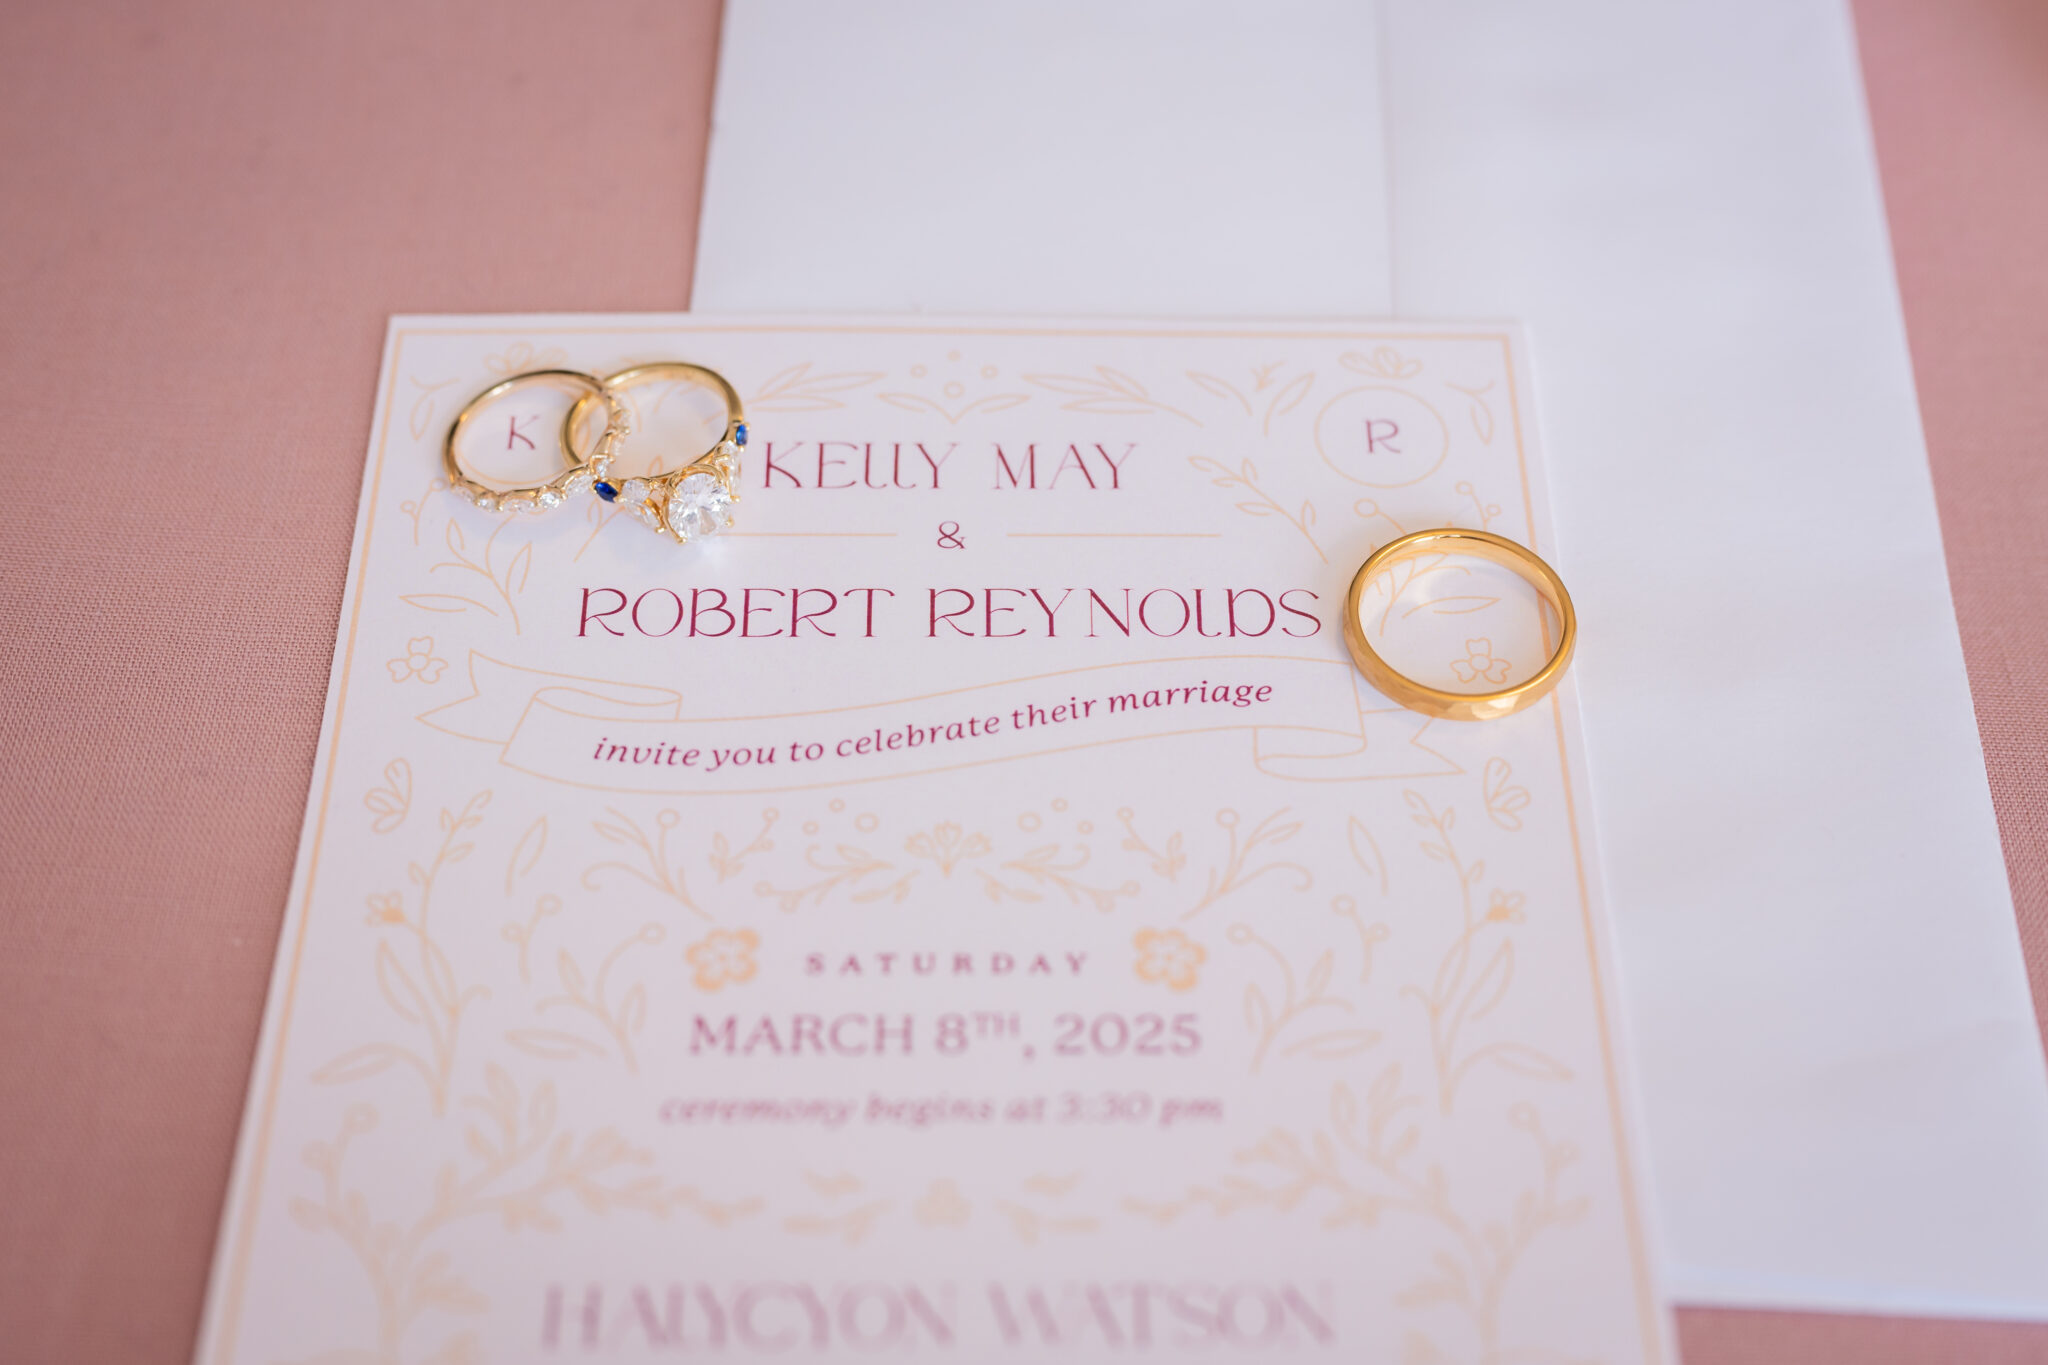 K
R
KELLY MAY
&
ROBERT REYNOLDS
invite you to celebrate their marriage
SATURDAY
MARCH 8TH, 2025
ceremony begins at 3:30 pm
HALYCYON WATSON